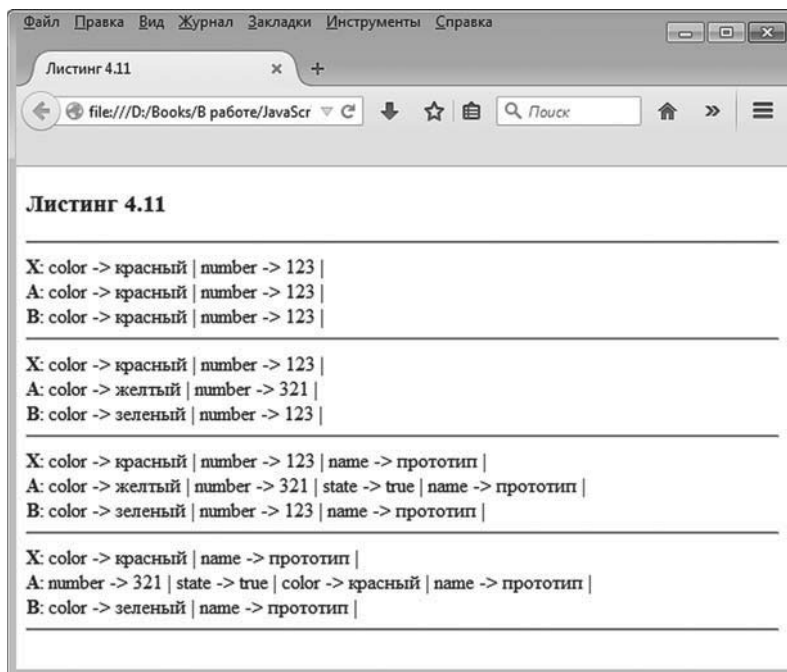 Файл Правка Вид Журнал Закладки Инструменты Справка
Листинг 4.11
file:///D:/Books/В работе/JavaScr
Поиск
Листинг 4.11
X: color -> красный | number -> 123 |
A: color -> красный | number -> 123 |
B: color -> красный | number -> 123 |
X: color -> красный | number -> 123 |
A: color -> желтый | number -> 321 |
B: color -> зеленый | number -> 123 |
X: color -> красный | number -> 123 | name -> прототип |
A: color -> желтый | number -> 321 | state -> true | name -> прототип |
B: color -> зеленый | number -> 123 | name -> прототип |
X: color -> красный | name -> прототип |
A: number -> 321 | state -> true | color -> красный | name -> прототип |
B: color -> зеленый | name -> прототип |